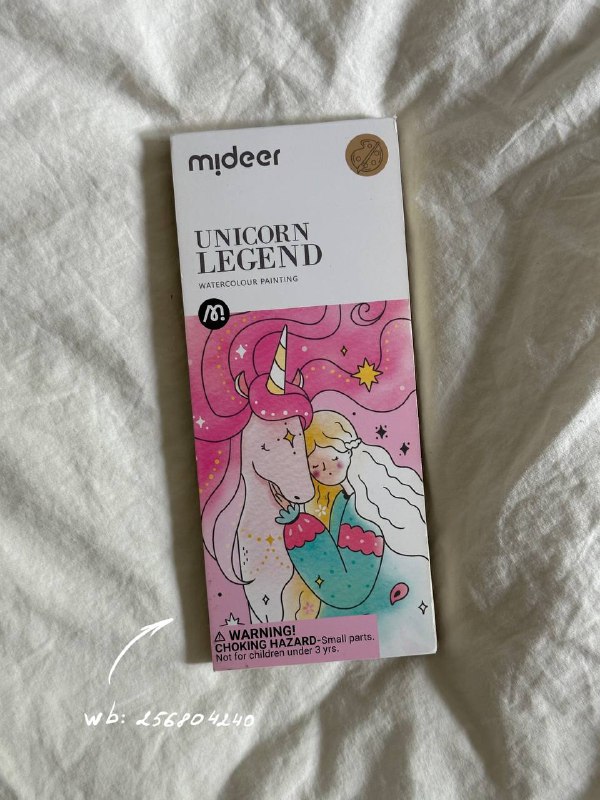 mideer
UNICORN
LEGEND
WATERCOLOUR PAINTING
m
⚠ WARNING!
CHOKING HAZARD-Small parts.
Not for children under 3 yrs.
wb: 256804240